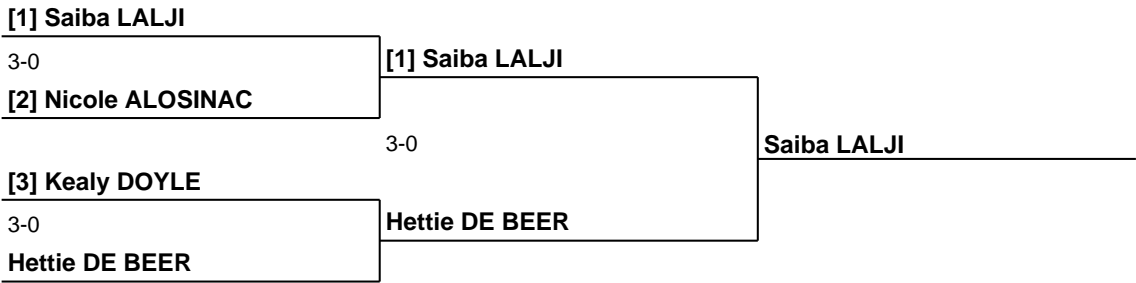 [1] Saiba LALJI
3-0
[1] Saiba LALJI
[2] Nicole ALOSINAC
3-0
Saiba LALJI
[3] Kealy DOYLE
3-0
Hettie DE BEER
Hettie DE BEER